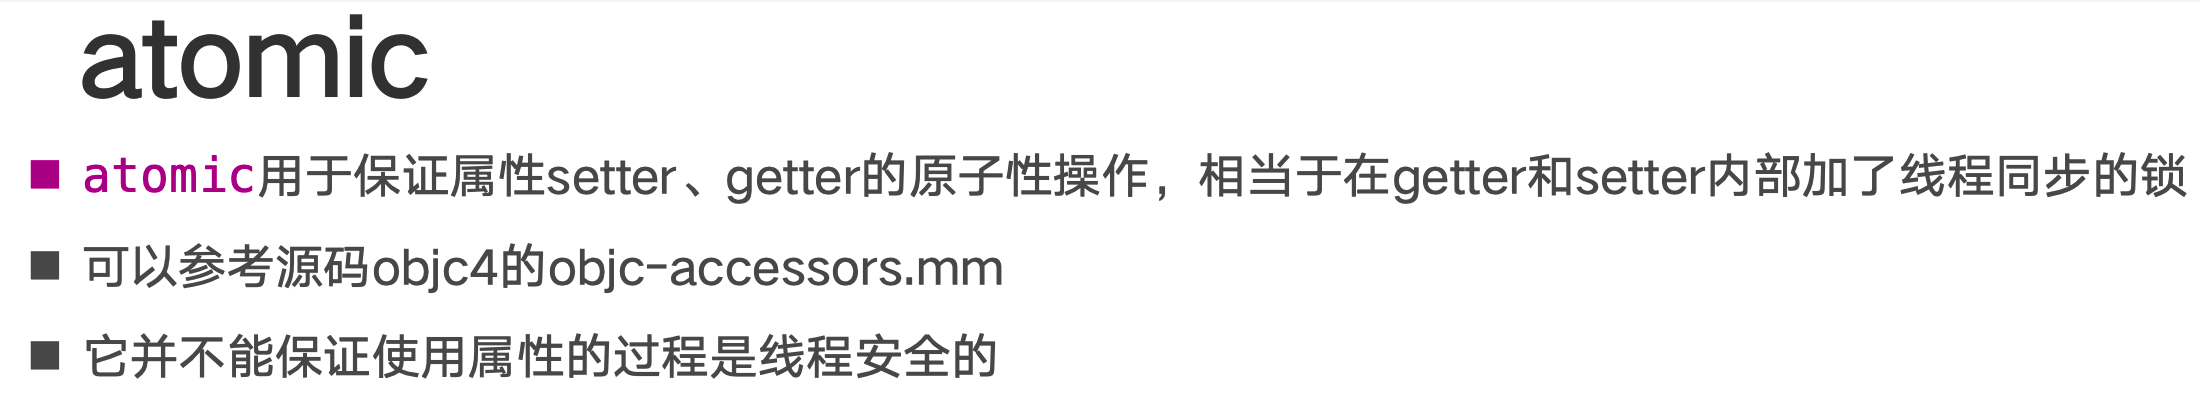 atomic
atomic用于保证属性setter、getter的原子性操作，相当于在getter和setter内部加了线程同步的锁
可以参考源码objc4的objc-accessors.mm
它并不能保证使用属性的过程是线程安全的